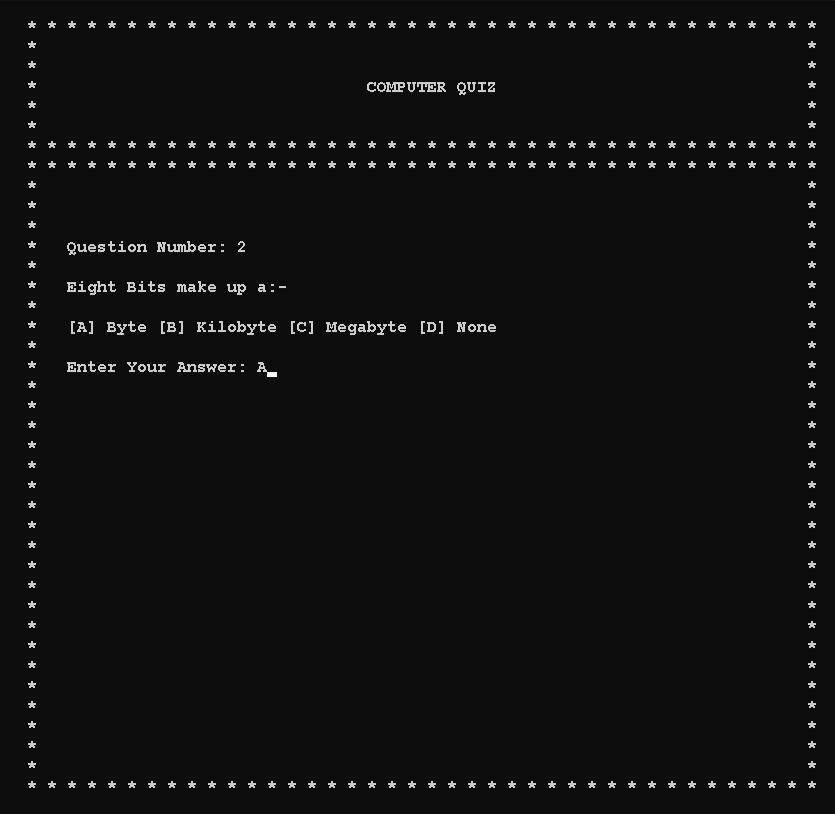 COMPUTER QUIZ
Question Number: 2
Eight Bits make up a:-
[A] Byte [B] Kilobyte [C] Megabyte [D] None
Enter Your Answer: A